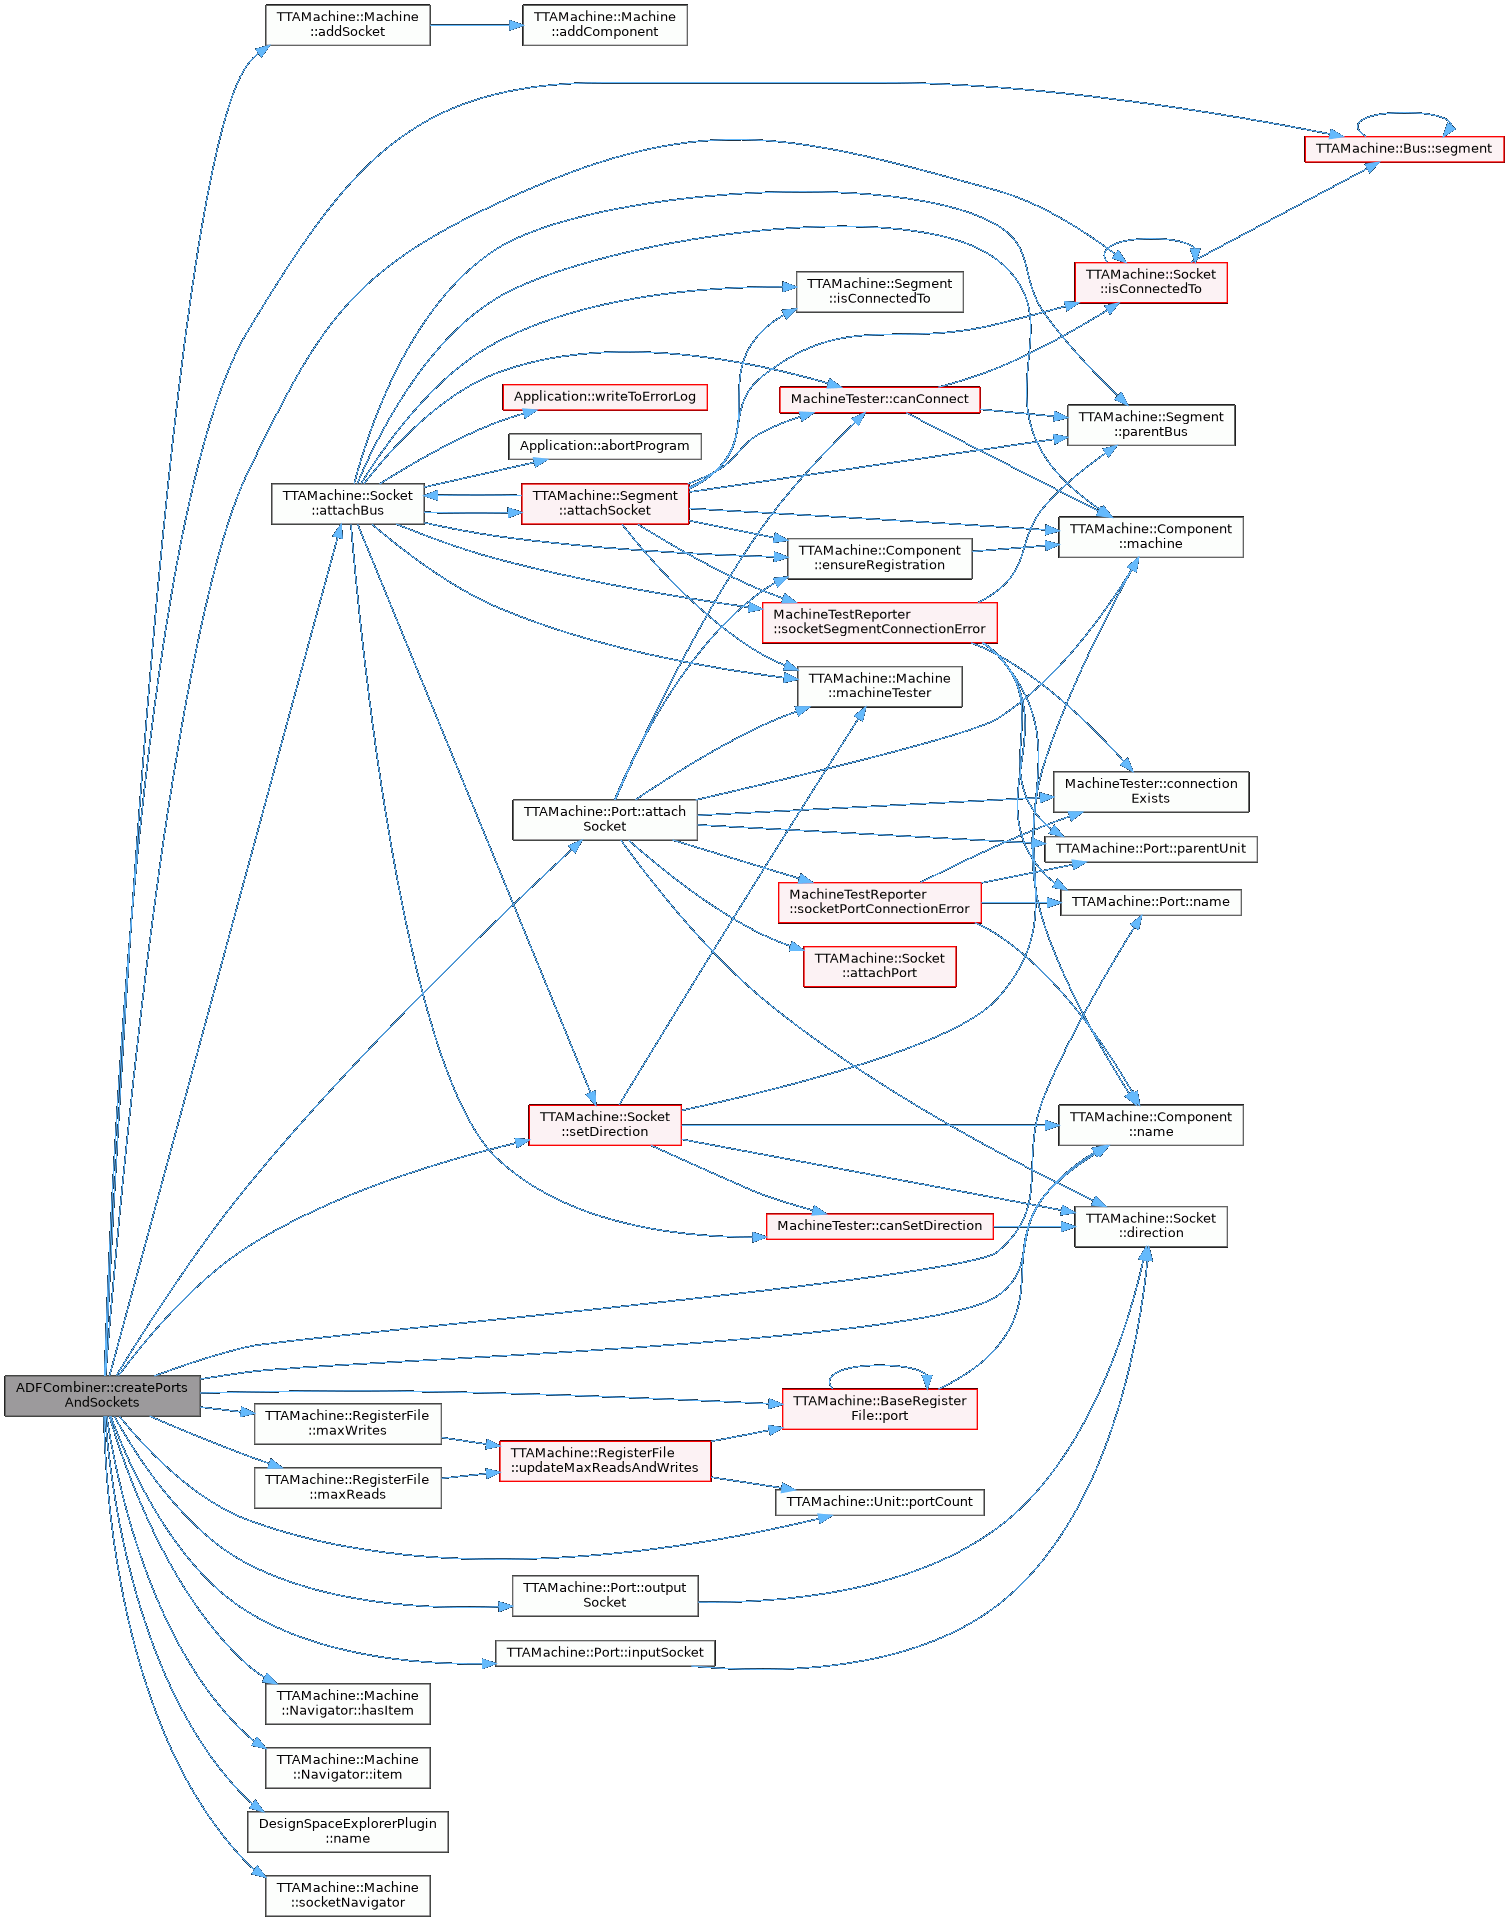 TTAMachine::Machine
::addSocket
TTAMachine::Machine
::addComponent
TTAMachine::Bus::segment
TTAMachine::Socket
::isConnectedTo
TTAMachine::Segment
::isConnectedTo
Application::writeToErrorLog
MachineTester::canConnect
TTAMachine::Segment
::parentBus
Application::abortProgram
TTAMachine::Socket
::attachBus
TTAMachine::Segment
::attachSocket
TTAMachine::Component
::machine
TTAMachine::Component
::ensureRegistration
MachineTestReporter
::socketSegmentConnectionError
TTAMachine::Machine
::machineTester
MachineTester::connection
Exists
TTAMachine::Port::attach
Socket
TTAMachine::Port::parentUnit
MachineTestReporter
::socketPortConnectionError
TTAMachine::Port::name
TTAMachine::Socket
::attachPort
TTAMachine::Socket
::setDirection
TTAMachine::Component
::name
MachineTester::canSetDirection
TTAMachine::Socket
::direction
ADFCombiner::createPorts
AndSockets
TTAMachine::BaseRegister
File::port
TTAMachine::RegisterFile
::maxWrites
TTAMachine::RegisterFile
::updateMaxReadsAndWrites
TTAMachine::RegisterFile
::maxReads
TTAMachine::Unit::portCount
TTAMachine::Port::output
Socket
TTAMachine::Port::inputSocket
TTAMachine::Machine
::Navigator::hasItem
TTAMachine::Machine
::Navigator::item
DesignSpaceExplorerPlugin
::name
TTAMachine::Machine
::socketNavigator